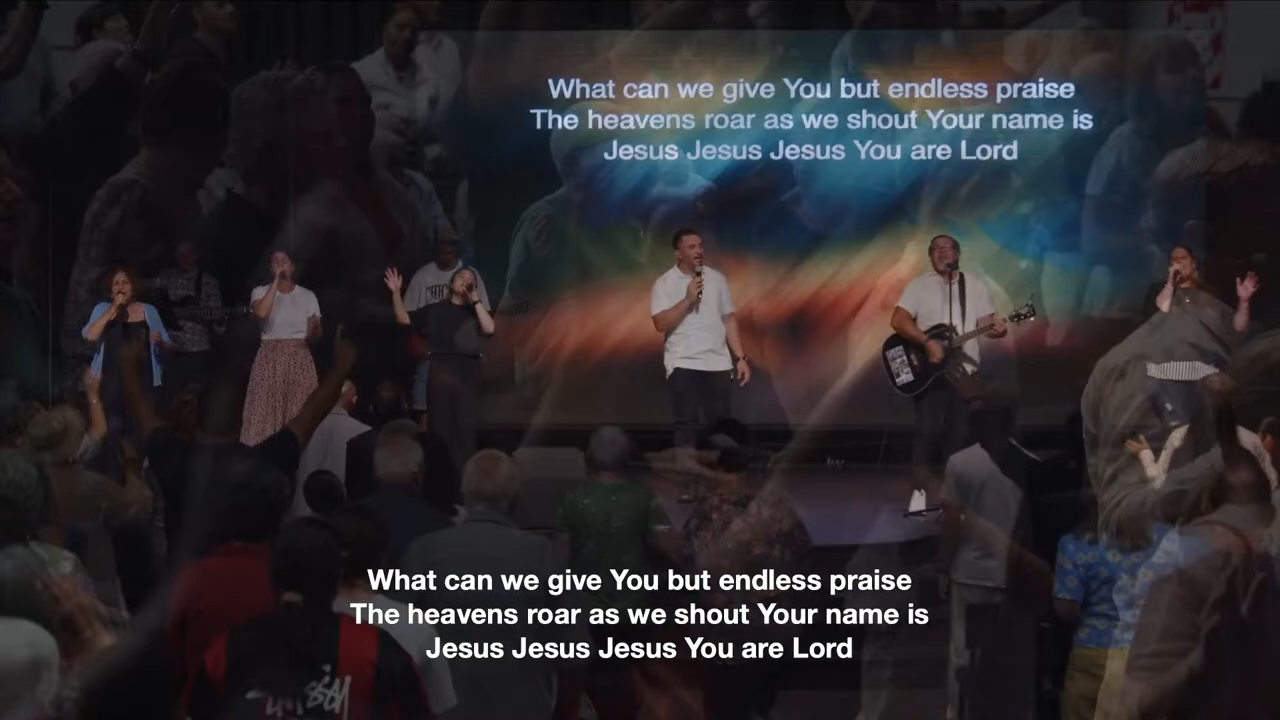 What can we give You but endless praise
The heavens roar as we shout Your name is
Jesus Jesus Jesus You are Lord
What can we give You but endless praise
The heavens roar as we shout Your name is
Jesus Jesus Jesus You are Lord